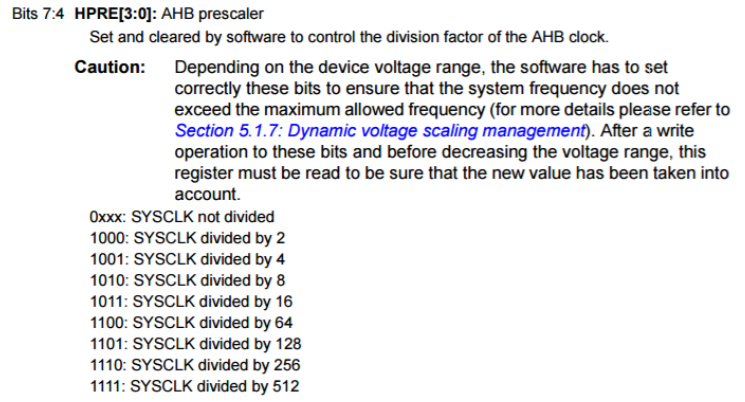 Bits 7:4 HPRE[3:0]: AHB prescaler
Set and cleared by software to control the division factor of the AHB clock.
Caution: Depending on the device voltage range, the software has to set
correctly these bits to ensure that the system frequency does not
exceed the maximum allowed frequency (for more details please refer to
Section 5.1.7: Dynamic voltage scaling management). After a write
operation to these bits and before decreasing the voltage range, this
register must be read to be sure that the new value has been taken into
account.
0xxx: SYSCLK not divided
1000: SYSCLK divided by 2
1001: SYSCLK divided by 4
1010: SYSCLK divided by 8
1011: SYSCLK divided by 16
1100: SYSCLK divided by 64
1101: SYSCLK divided by 128
1110: SYSCLK divided by 256
1111: SYSCLK divided by 512